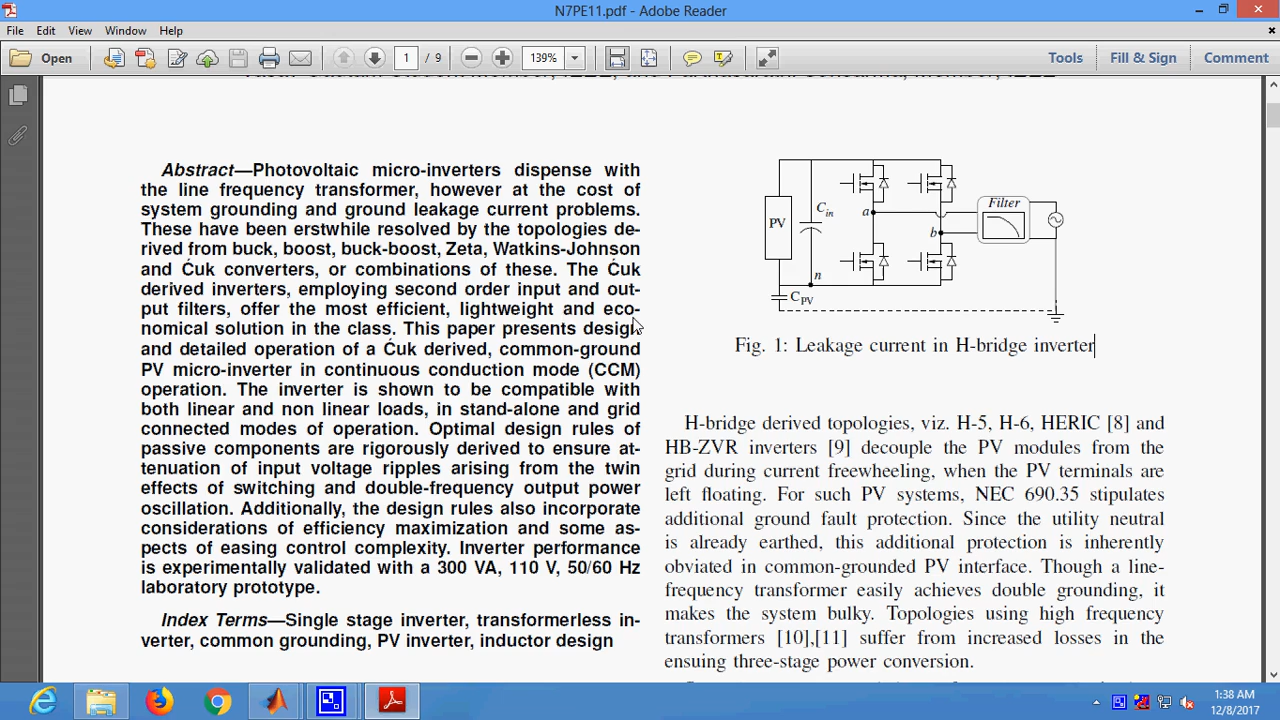 N7PE11.pdf - Adobe Reader
File Edit View Window Help
Open 1 / 9 139% Tools Fill & Sign Comment
Abstract—Photovoltaic micro-inverters dispense with
the line frequency transformer, however at the cost of
system grounding and ground leakage current problems.
These have been erstwhile resolved by the topologies de-
rived from buck, boost, buck-boost, Zeta, Watkins-Johnson
and Ćuk converters, or combinations of these. The Ćuk
derived inverters, employing second order input and out-
put filters, offer the most efficient, lightweight and eco-
nomical solution in the class. This paper presents design
and detailed operation of a Ćuk derived, common-ground
PV micro-inverter in continuous conduction mode (CCM)
operation. The inverter is shown to be compatible with
both linear and non linear loads, in stand-alone and grid
connected modes of operation. Optimal design rules of
passive components are rigorously derived to ensure at-
tenuation of input voltage ripples arising from the twin
effects of switching and double-frequency output power
oscillation. Additionally, the design rules also incorporate
considerations of efficiency maximization and some as-
pects of easing control complexity. Inverter performance
is experimentally validated with a 300 VA, 110 V, 50/60 Hz
laboratory prototype.
Index Terms—Single stage inverter, transformerless in-
verter, common grounding, PV inverter, inductor design
PV
Cin
a
b
Filter
n
CPV
Fig. 1: Leakage current in H-bridge inverter
H-bridge derived topologies, viz. H-5, H-6, HERIC [8] and
HB-ZVR inverters [9] decouple the PV modules from the
grid during current freewheeling, when the PV terminals are
left floating. For such PV systems, NEC 690.35 stipulates
additional ground fault protection. Since the utility neutral
is already earthed, this additional protection is inherently
obviated in common-grounded PV interface. Though a line-
frequency transformer easily achieves double grounding, it
makes the system bulky. Topologies using high frequency
transformers [10],[11] suffer from increased losses in the
ensuing three-stage power conversion.
1:38 AM
12/8/2017